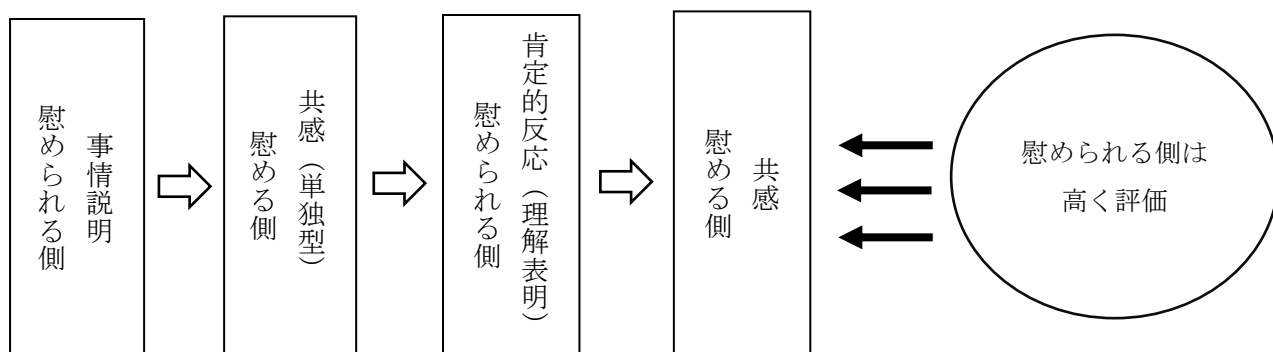 事情説明
慰められる側
共感（単独型）
慰める側
肯定的反応（理解表明）
慰められる側
共感
慰める側
慰められる側は
高く評価